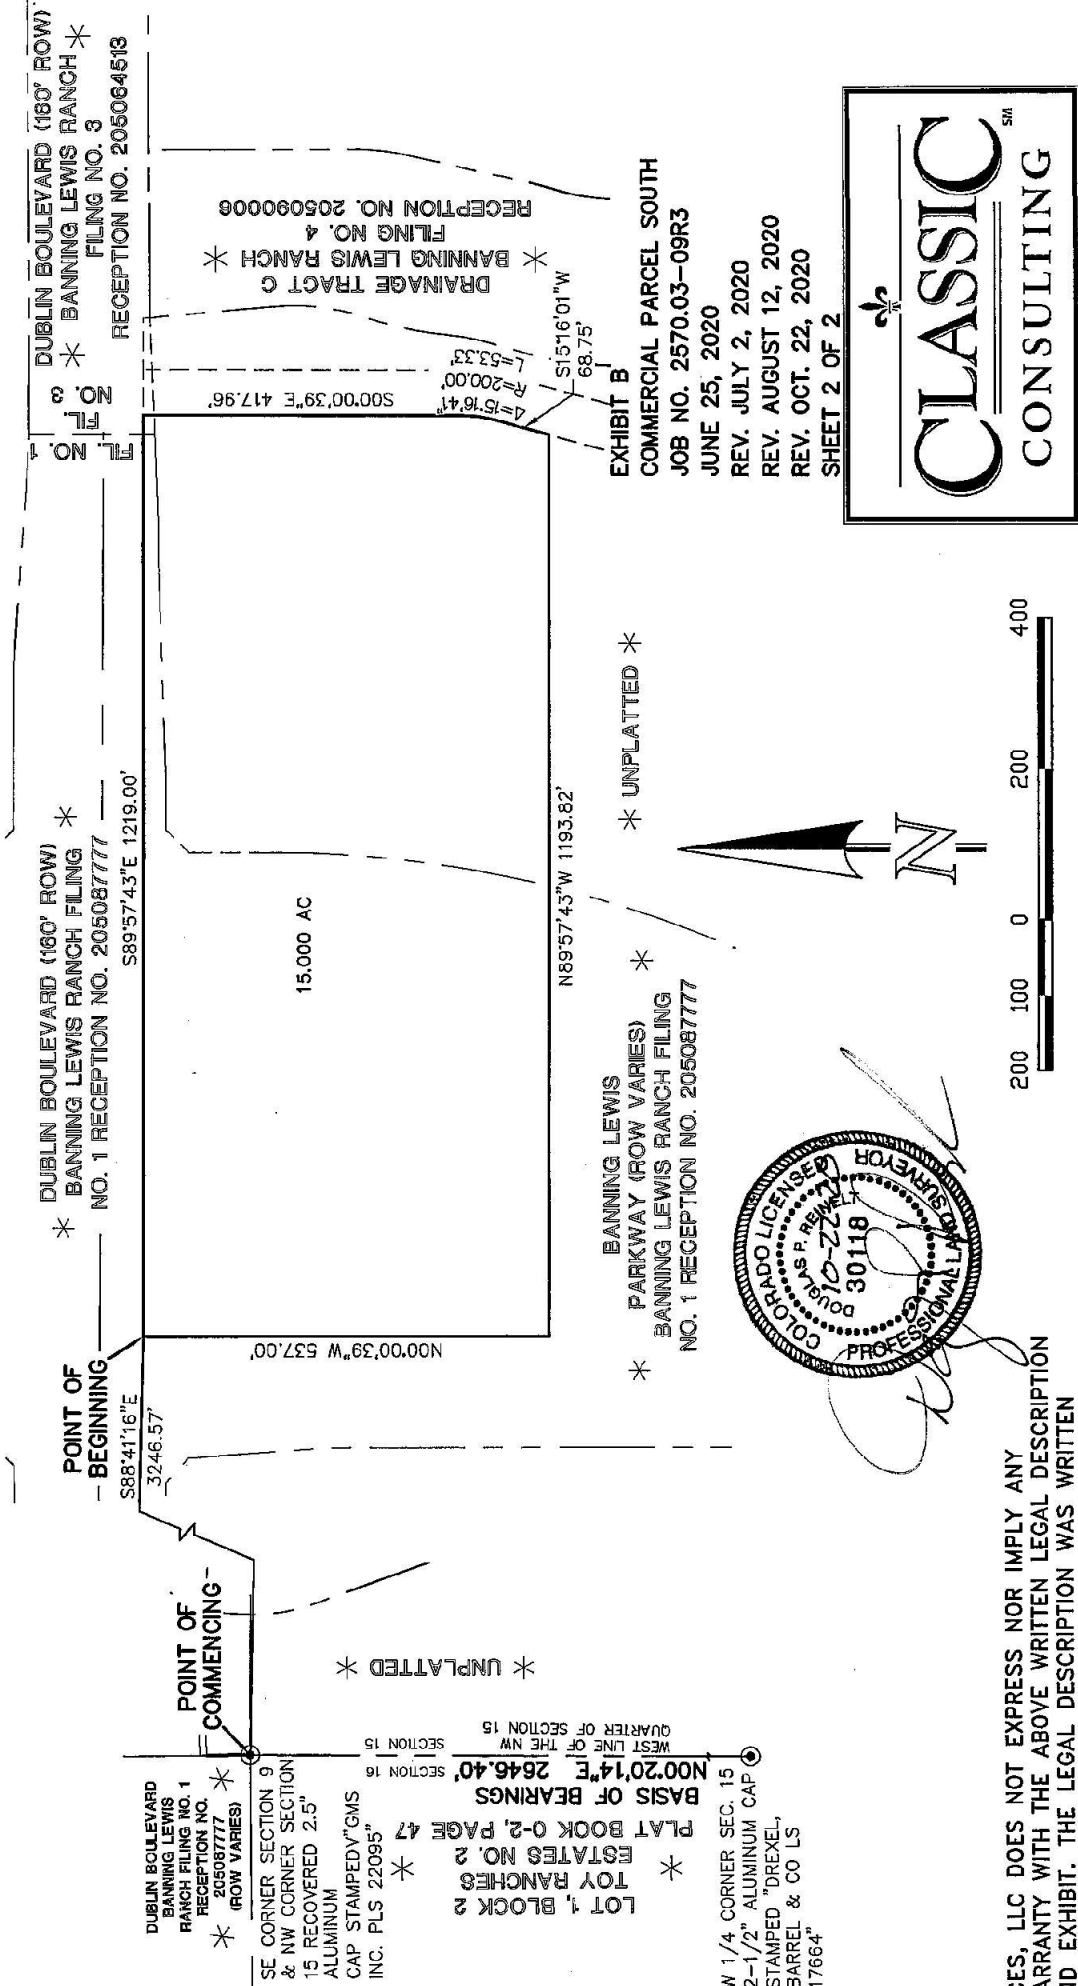 DUBLIN BOULEVARD
BANNING LEWIS
RANCH FILING NO. 1
RECEPTION NO.
205087777
(ROW VARIES)
POINT OF
COMMENCING
SE CORNER SECTION 9
& NW CORNER SECTION
15 RECOVERED 2.5"
ALUMINUM
CAP STAMPED"GMS
INC. PLS 22095"
LOT 1, BLOCK 2
TOY RANCHES
ESTATES NO. 2
PLAT BOOK O-2, PAGE 47
BASIS OF BEARINGS
N00°20'14"E 2646.40'
SECTION 16
SECTION 15
WEST LINE OF THE NW
QUARTER OF SECTION 15
W 1/4 CORNER SEC. 15
2-1/2" ALUMINUM CAP
STAMPED "DREXEL,
BARREL & CO LS
17664"
UNPLATTED
POINT OF
BEGINNING
S88°41'16"E
3246.57'
DUBLIN BOULEVARD (160' ROW)
BANNING LEWIS RANCH FILING
NO. 1 RECEPTION NO. 205087777
S89°57'43"E 1219.00'
N00°00'39"W 537.00'
15.000 AC
N89°57'43"W 1193.82'
BANNING LEWIS
PARKWAY (ROW VARIES)
BANNING LEWIS RANCH FILING
NO. 1 RECEPTION NO. 205087777
UNPLATTED
FIL. NO. 1
FIL. NO. 3
DUBLIN BOULEVARD (160' ROW)
BANNING LEWIS RANCH
FILING NO. 3
RECEPTION NO. 205064513
S00°00'39"E 417.96'
Δ=15°16'41"
R=200.00'
L=53.33'
S15°16'01"W
68.75'
DRAINAGE TRACT C
BANNING LEWIS RANCH
FILING NO. 4
RECEPTION NO. 205090006
EXHIBIT B
COMMERCIAL PARCEL SOUTH
JOB NO. 2570.03-09R3
JUNE 25, 2020
REV. JULY 2, 2020
REV. AUGUST 12, 2020
REV. OCT. 22, 2020
SHEET 2 OF 2
CLASSIC SM
CONSULTING
N
200 100 0 200 400
COLORADO LICENSED
DOUGLAS P. REINELT
30118
PROFESSIONAL LAND SURVEYOR
LLC DOES NOT EXPRESS NOR IMPLY ANY
WITH THE ABOVE WRITTEN LEGAL DESCRIPTION
EXHIBIT. THE LEGAL DESCRIPTION WAS WRITTEN